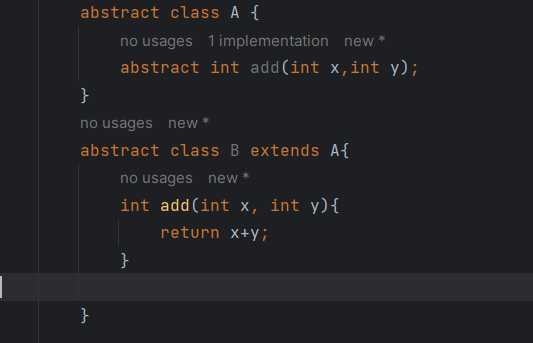 abstract class A {
no usages 1 implementation new *
abstract int add(int x,int y);
}
no usages new *
abstract class B extends A{
no usages new *
int add(int x, int y){
return x+y;
}
}